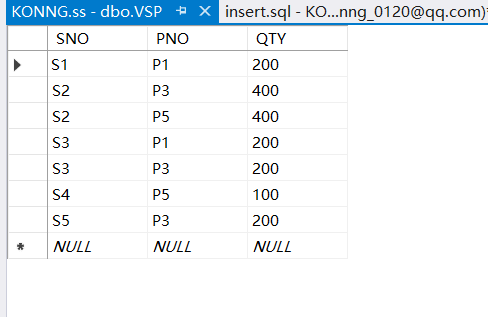 KONNG.ss - dbo.VSP insert.sql - KO...nng_0120@qq.com)*
SNO PNO QTY
S1 P1 200
S2 P3 400
S2 P5 400
S3 P1 200
S3 P3 200
S4 P5 100
S5 P3 200
* NULL NULL NULL